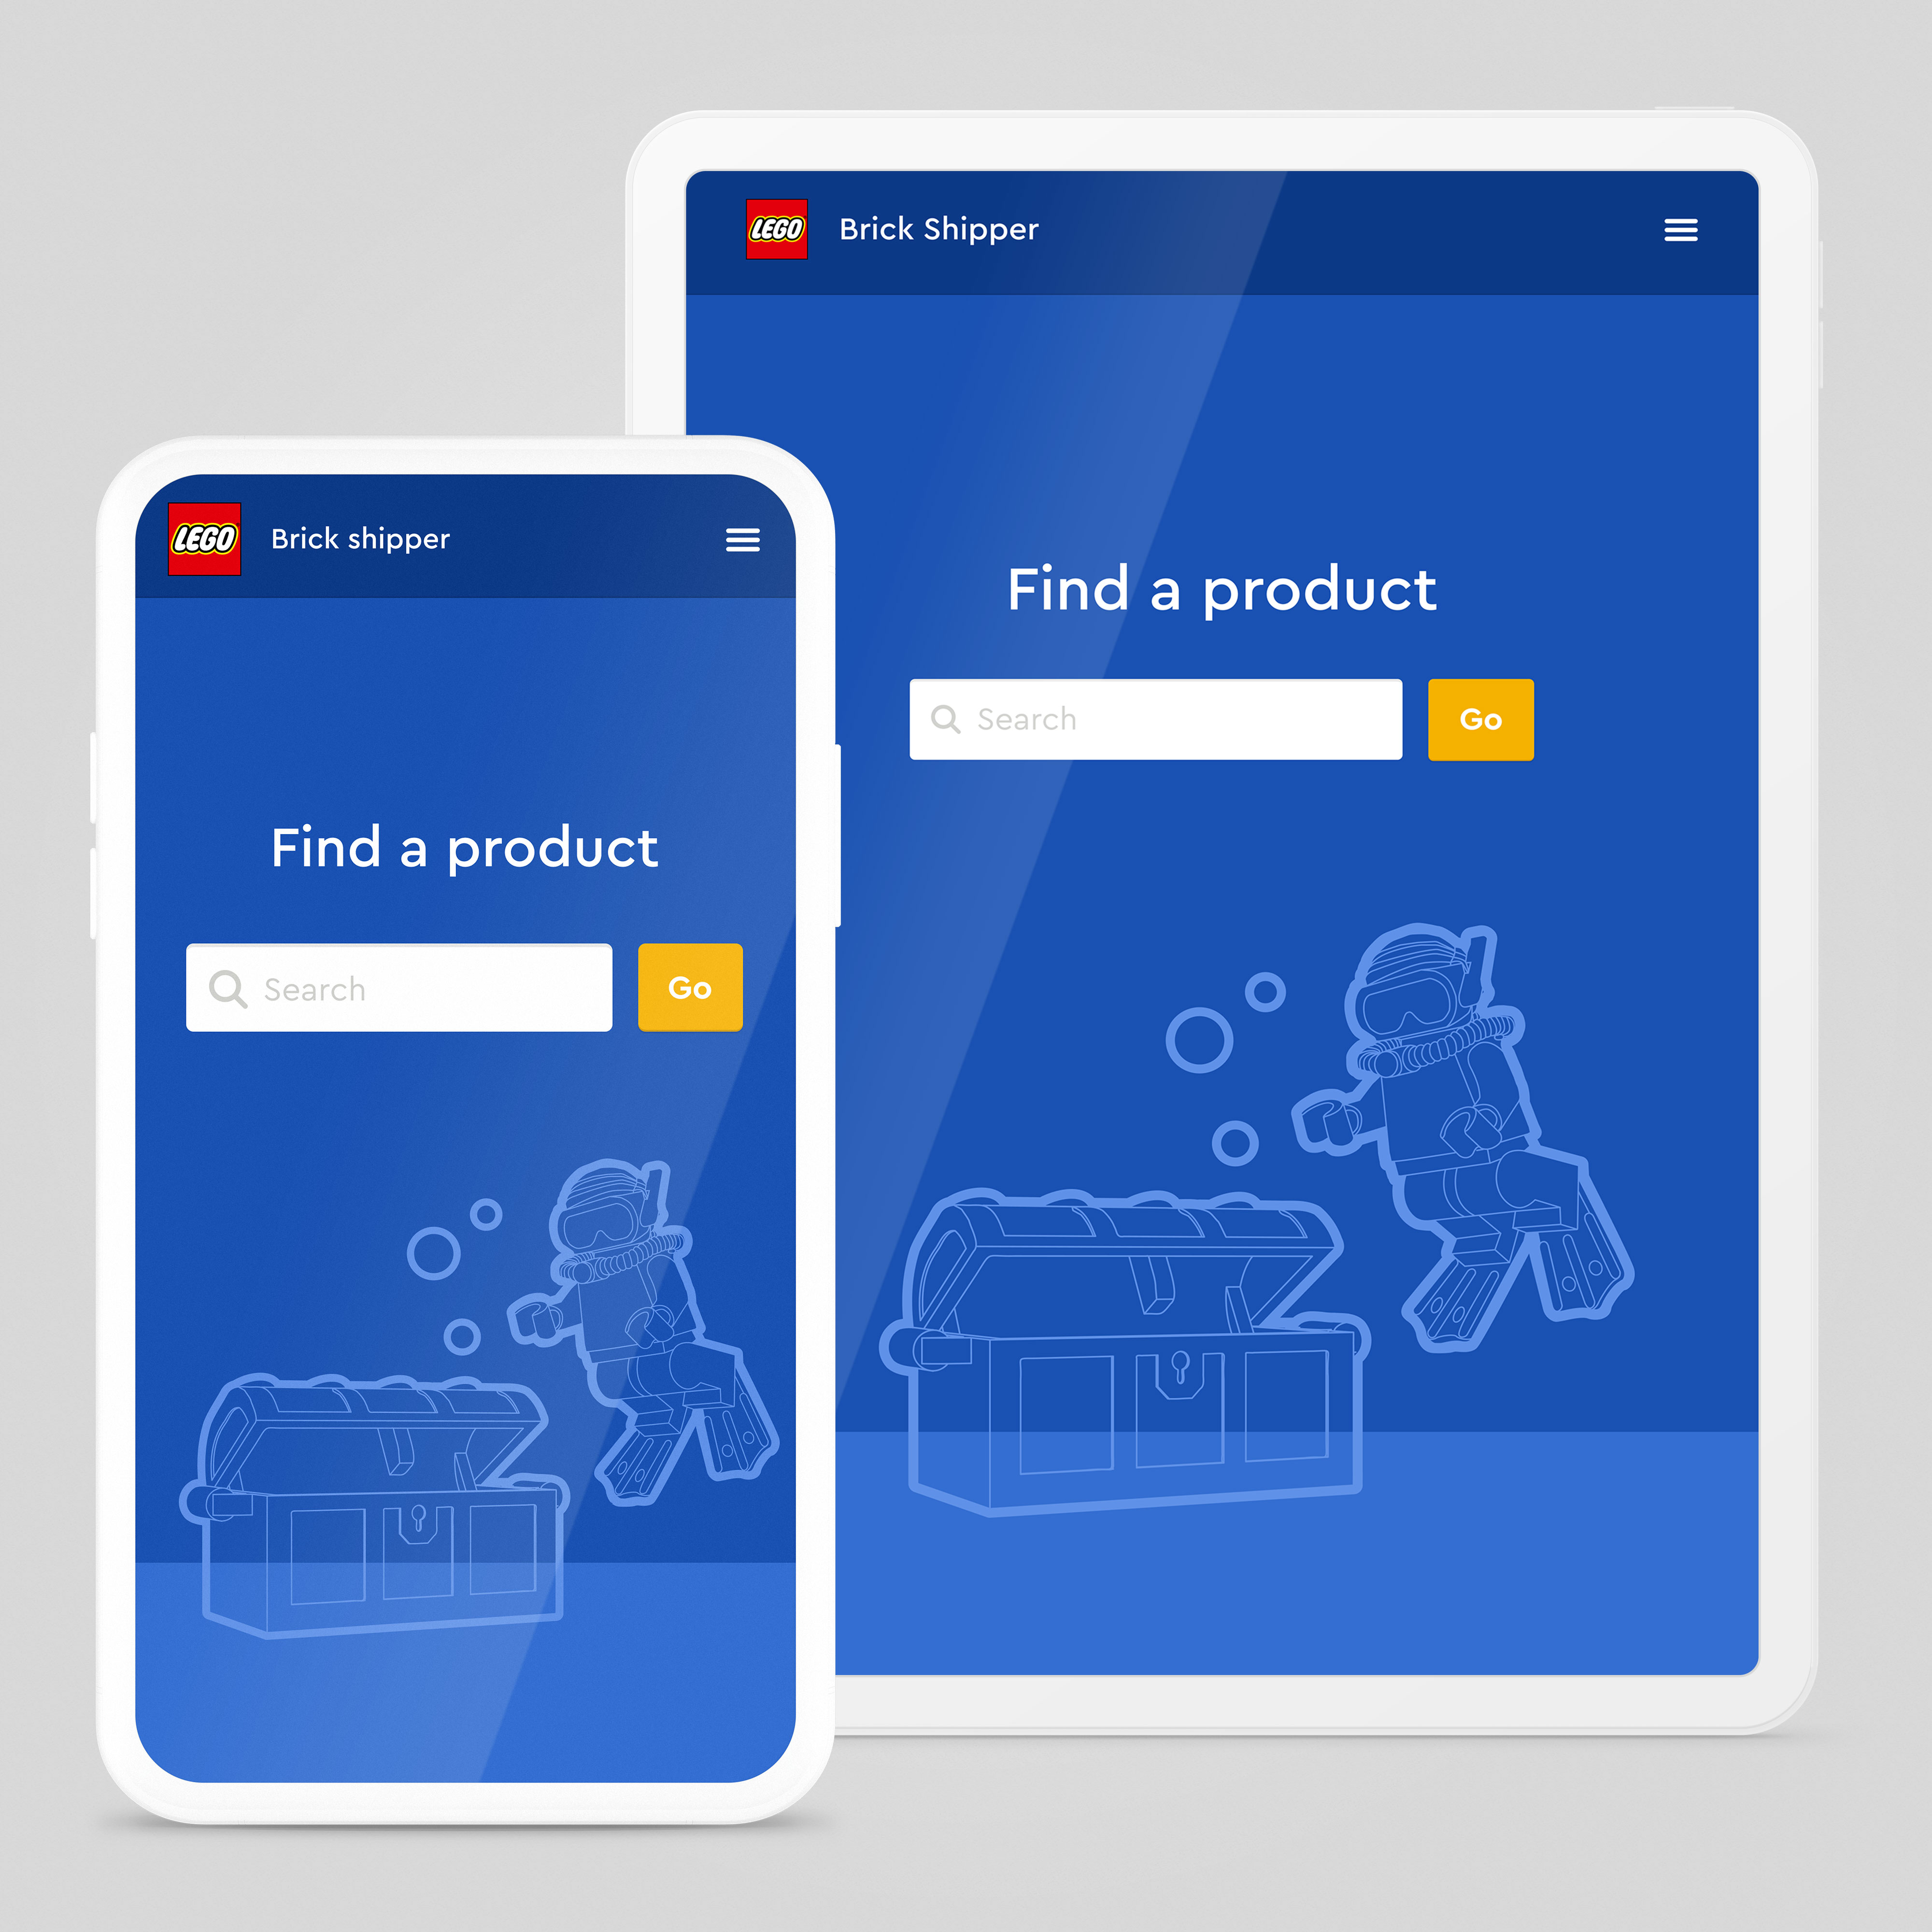 LEGO
Brick Shipper
Find a product
Search
Go
LEGO
Brick shipper
Find a product
Search
Go